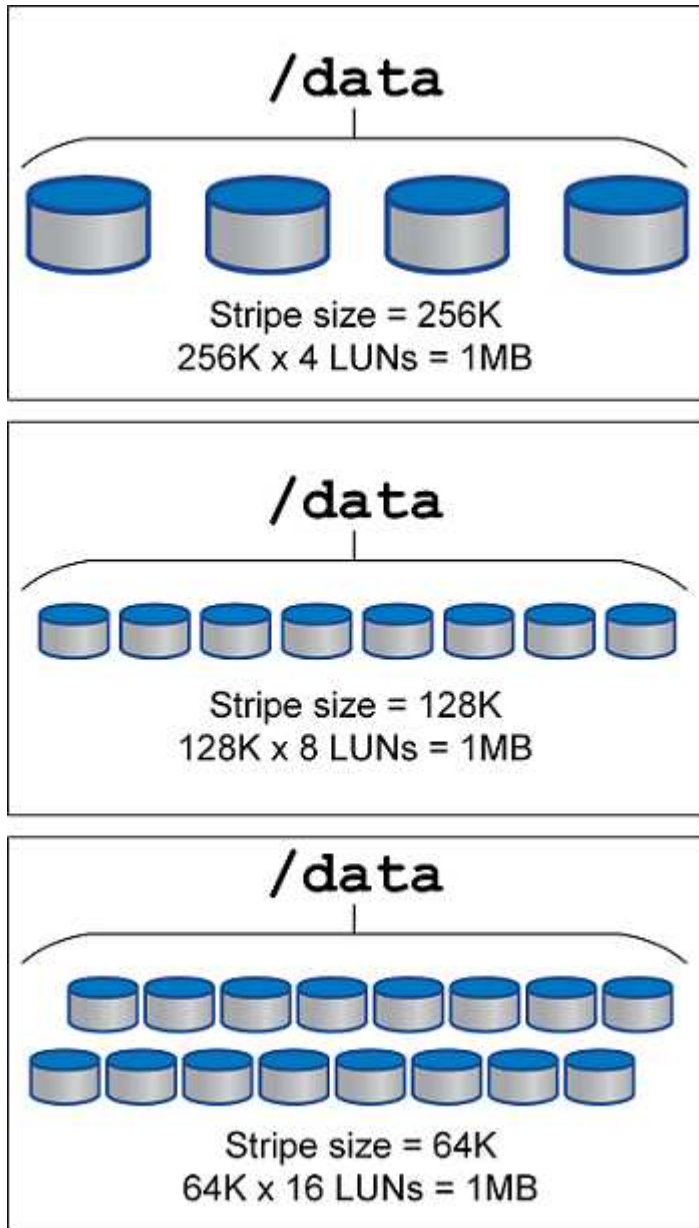 /data
Stripe size = 256K
256K x 4 LUNs = 1MB
/data
Stripe size = 128K
128K x 8 LUNs = 1MB
/data
Stripe size = 64K
64K x 16 LUNs = 1MB